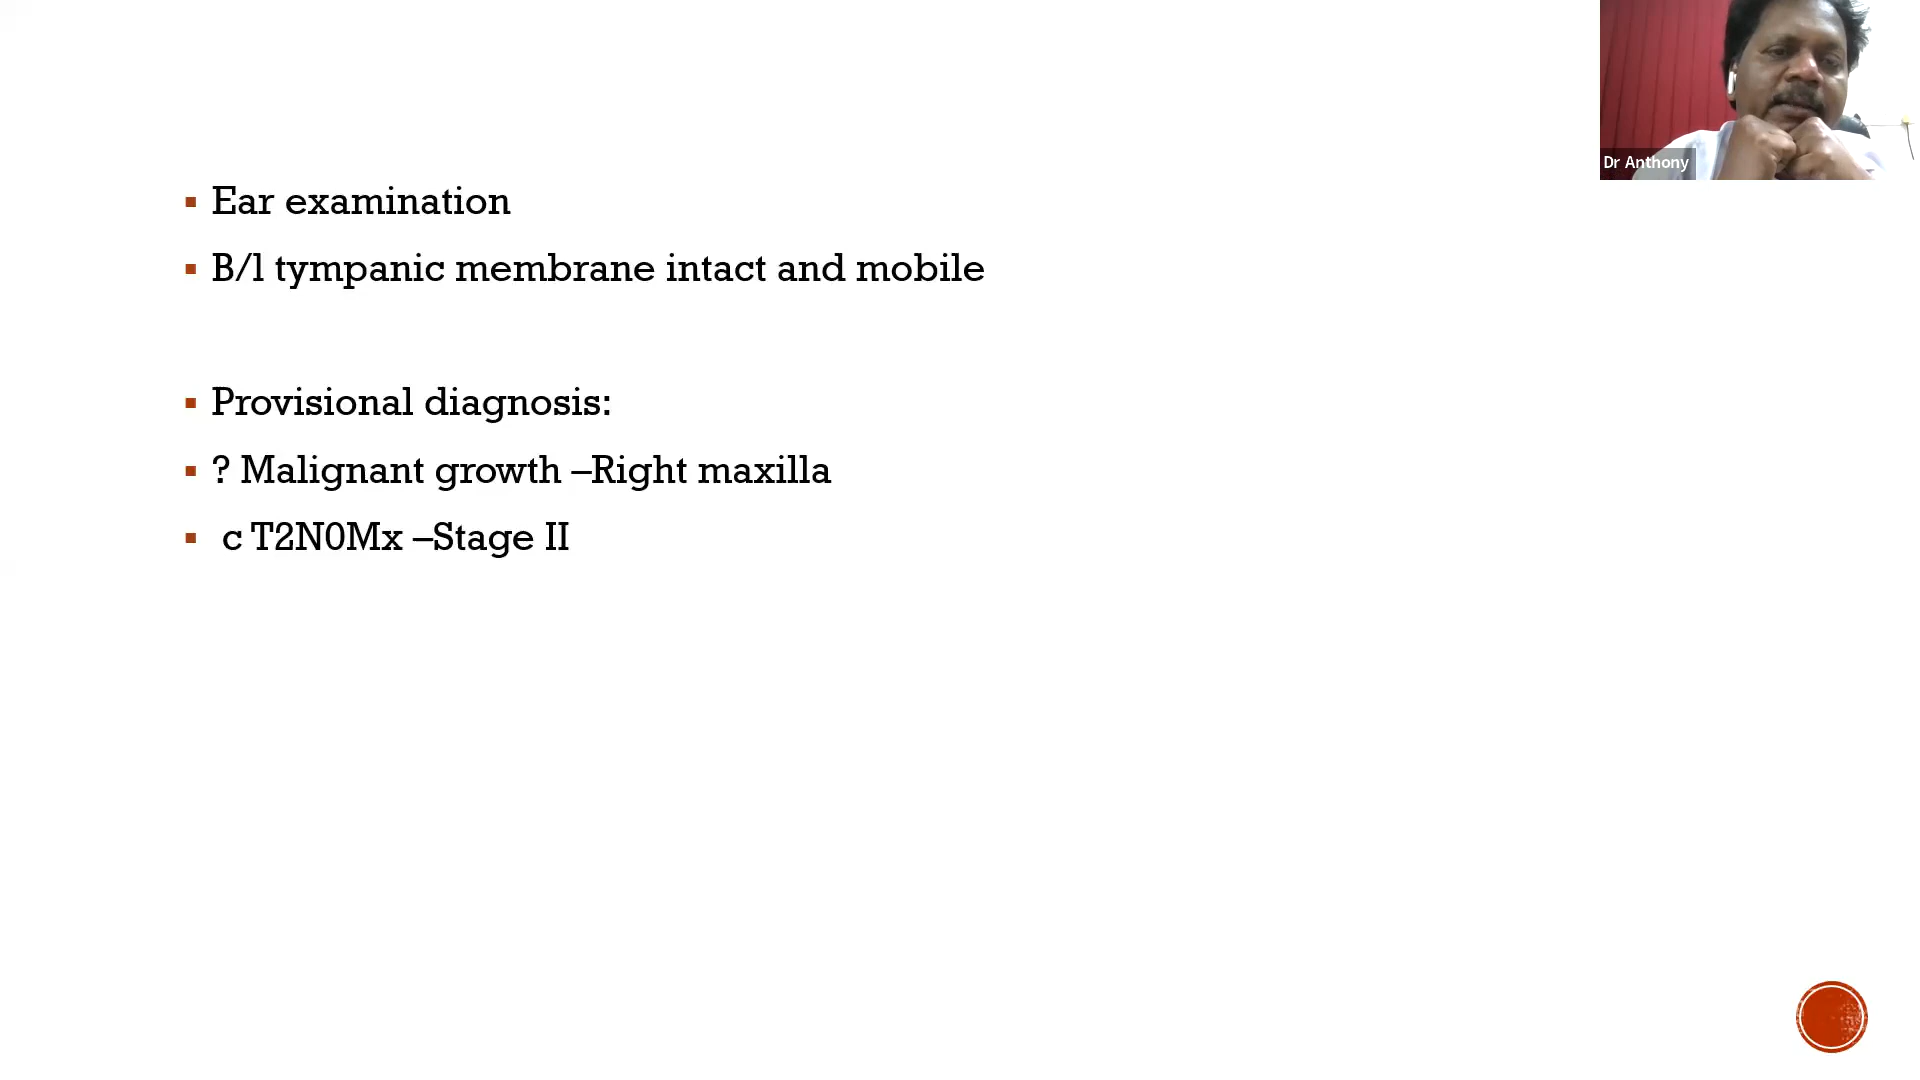 Dr Anthony
Ear examination
B/l tympanic membrane intact and mobile
Provisional diagnosis:
? Malignant growth –Right maxilla
c T2N0Mx –Stage II